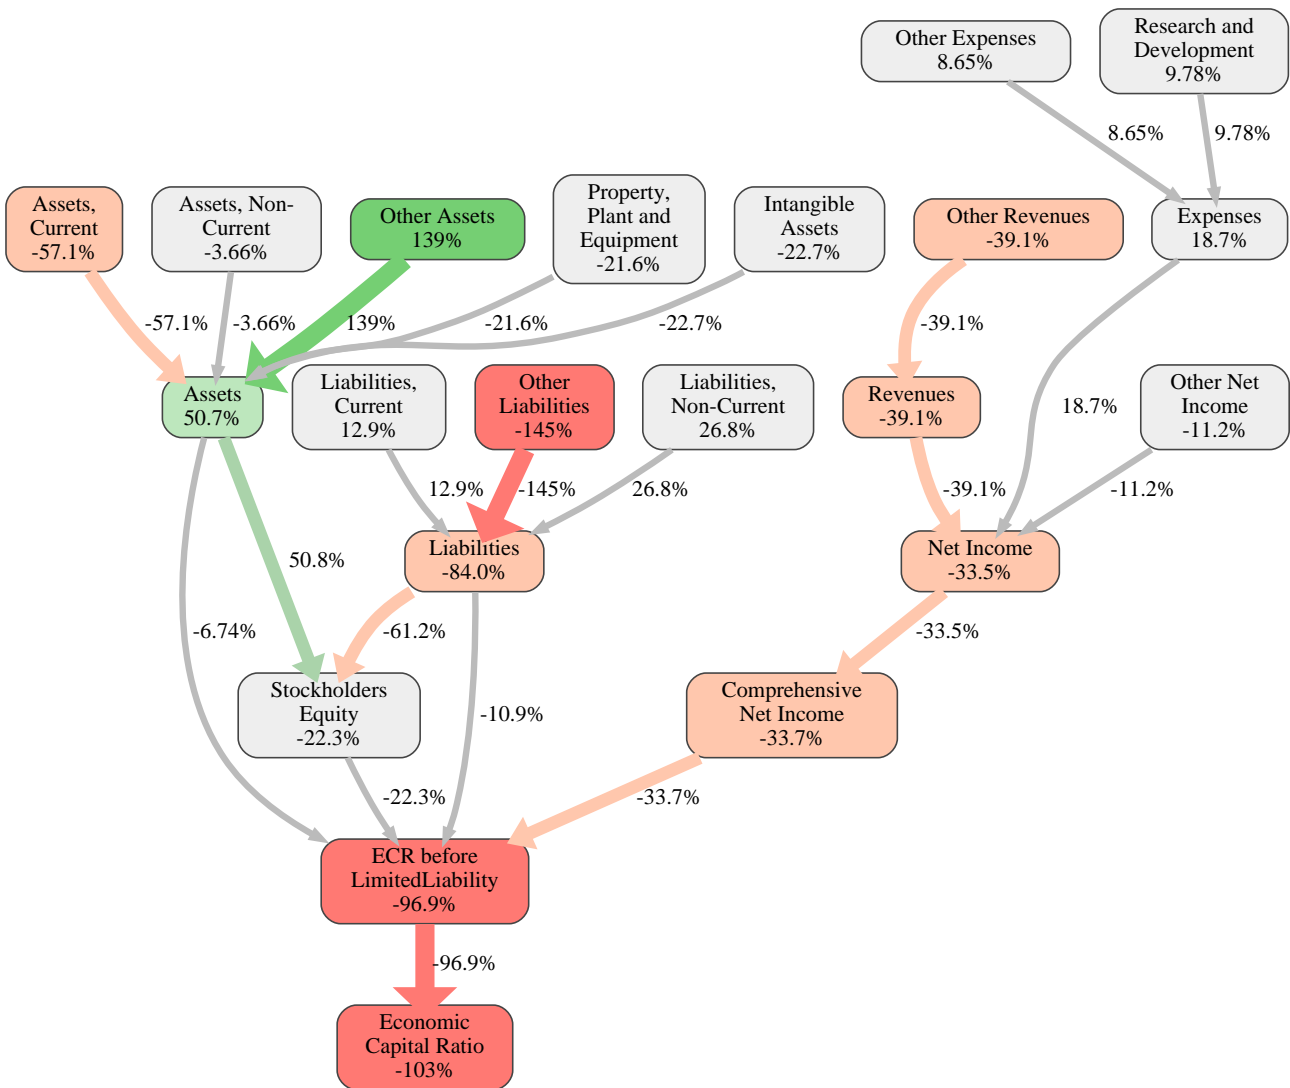 Other Expenses
8.65%
Research and
Development
9.78%
8.65%
9.78%
Assets,
Current
-57.1%
Assets, Non-
Current
-3.66%
Other Assets
139%
Property,
Plant and
Equipment
-21.6%
Intangible
Assets
-22.7%
Other Revenues
-39.1%
Expenses
18.7%
-57.1%
-3.66%
139%
-21.6%
-22.7%
-39.1%
Assets
50.7%
Liabilities,
Current
12.9%
Other
Liabilities
-145%
Liabilities,
Non-Current
26.8%
Revenues
-39.1%
18.7%
Other Net
Income
-11.2%
12.9%
-145%
26.8%
-39.1%
-11.2%
50.8%
Liabilities
-84.0%
Net Income
-33.5%
-6.74%
-61.2%
-33.5%
Stockholders
Equity
-22.3%
-10.9%
Comprehensive
Net Income
-33.7%
-22.3%
-33.7%
ECR before
LimitedLiability
-96.9%
-96.9%
Economic
Capital Ratio
-103%